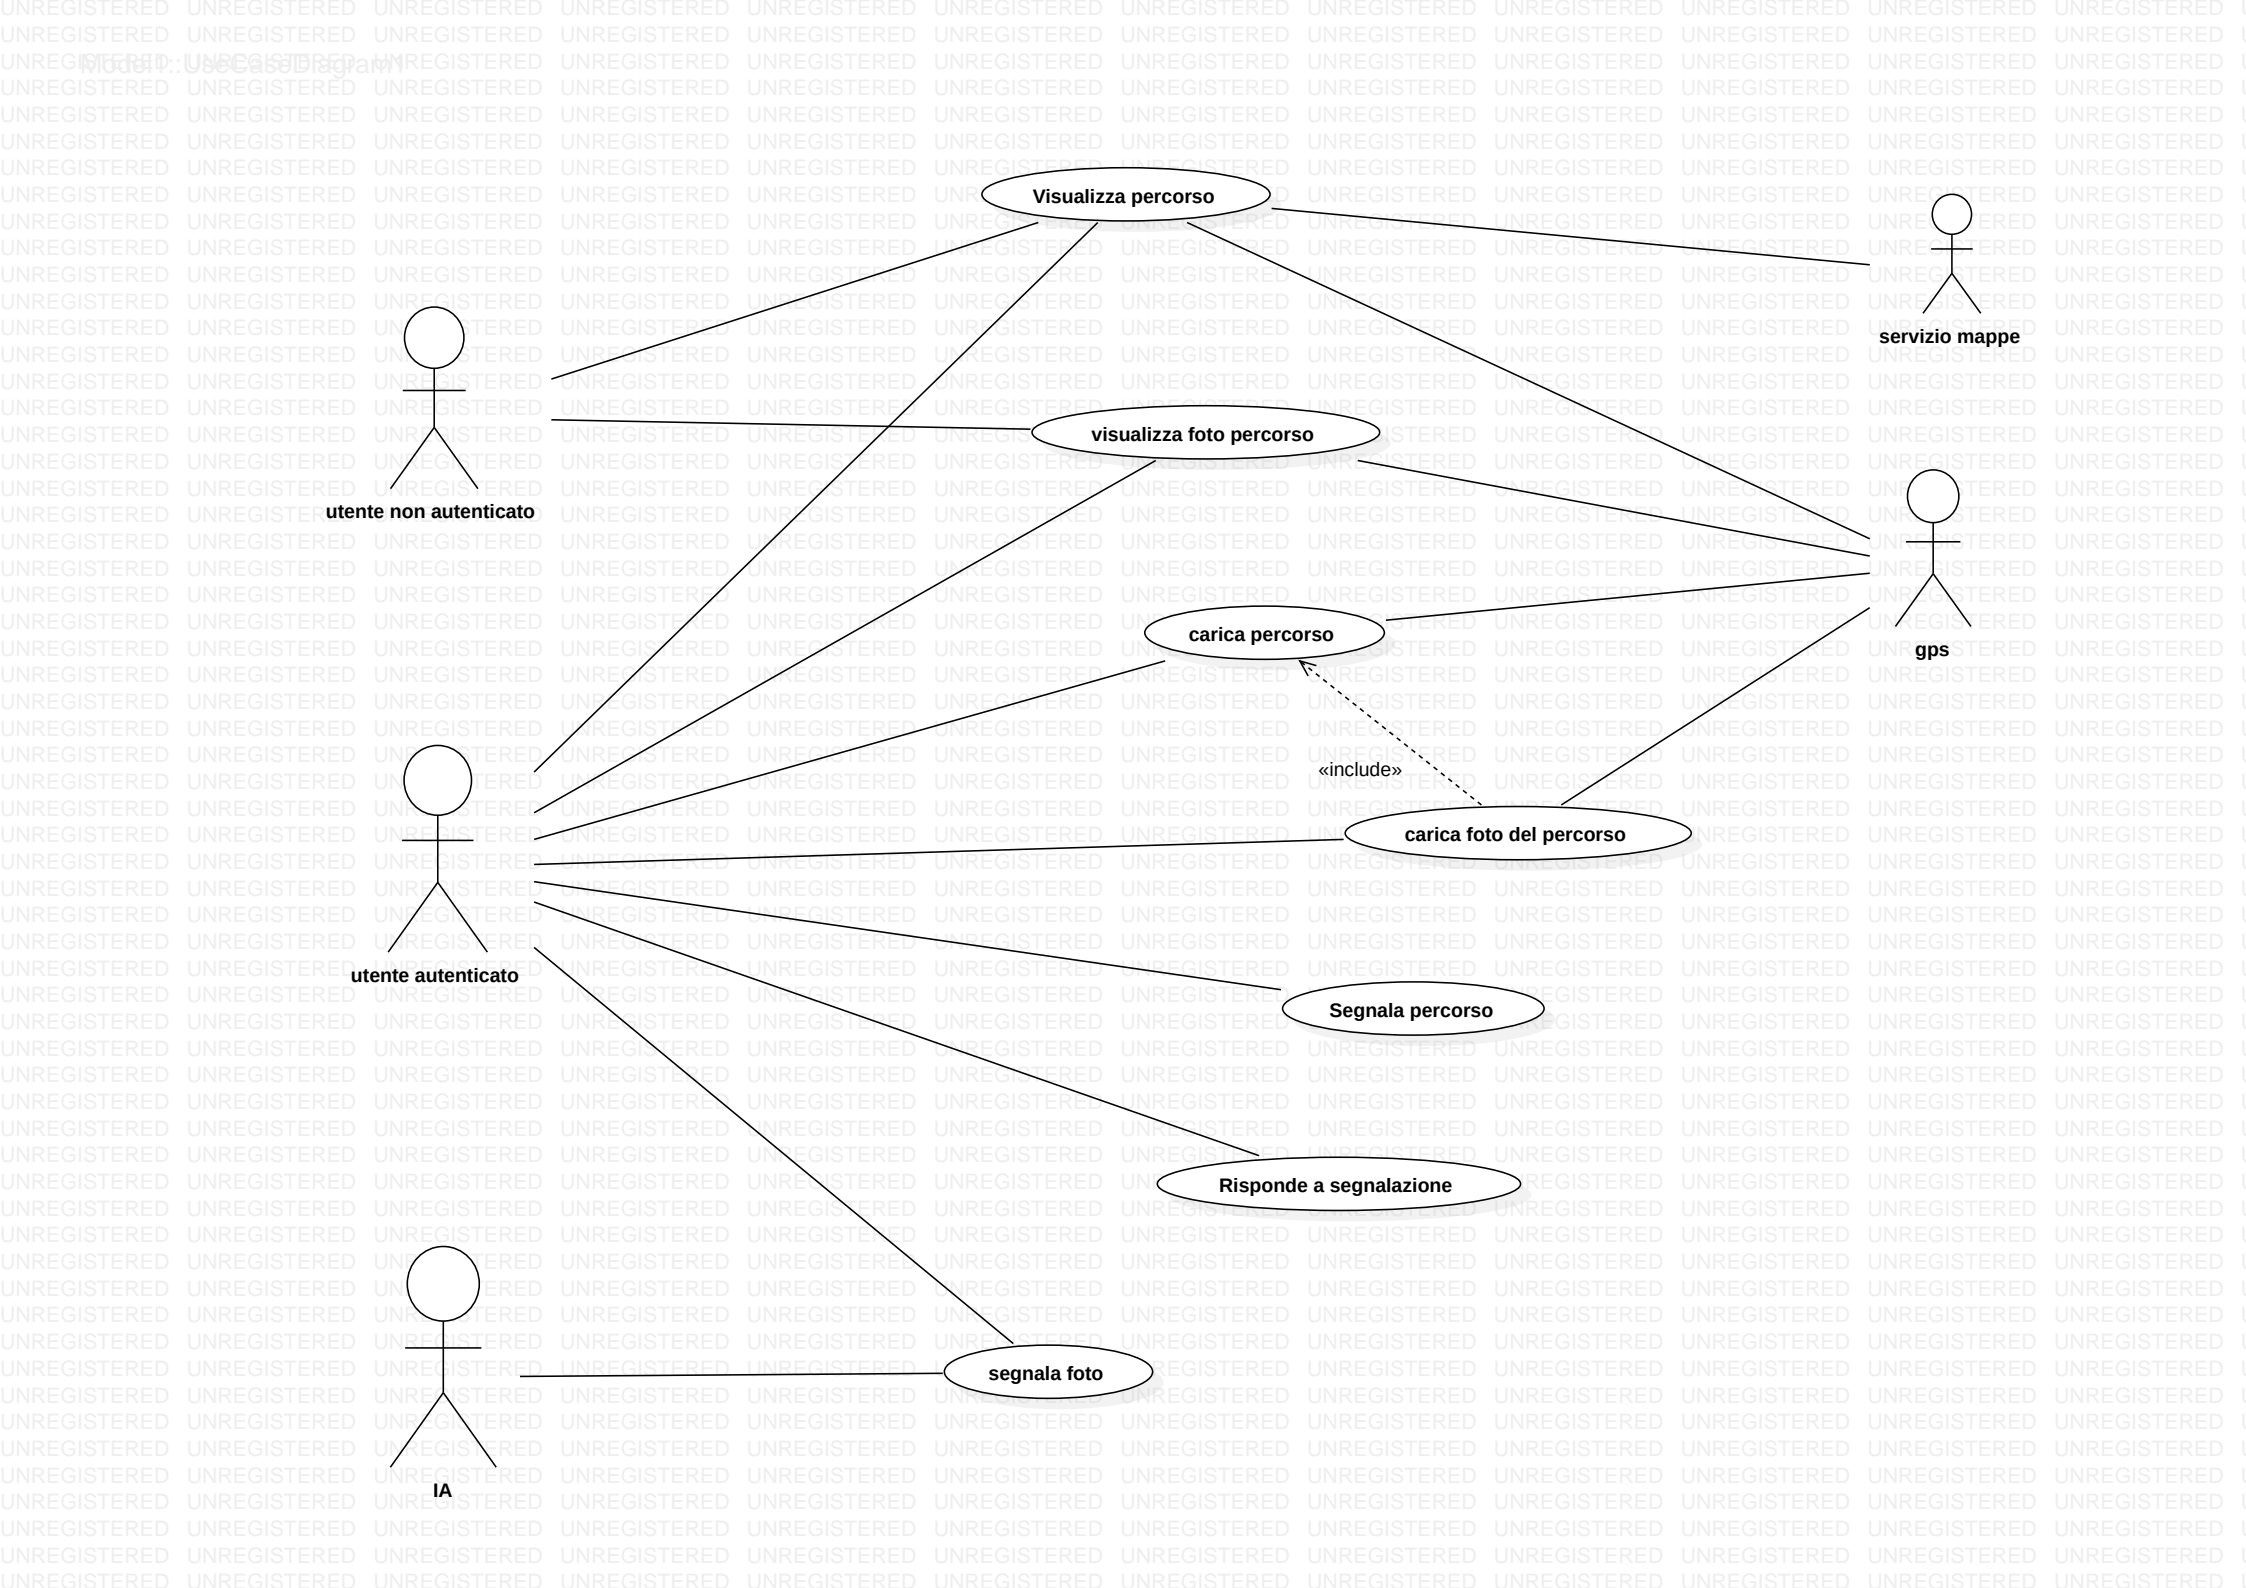 Model1::UseCaseDiagram1
Visualizza percorso
servizio mappe
visualizza foto percorso
utente non autenticato
carica percorso
gps
«include»
carica foto del percorso
utente autenticato
Segnala percorso
Risponde a segnalazione
segnala foto
IA
UNREGISTERED